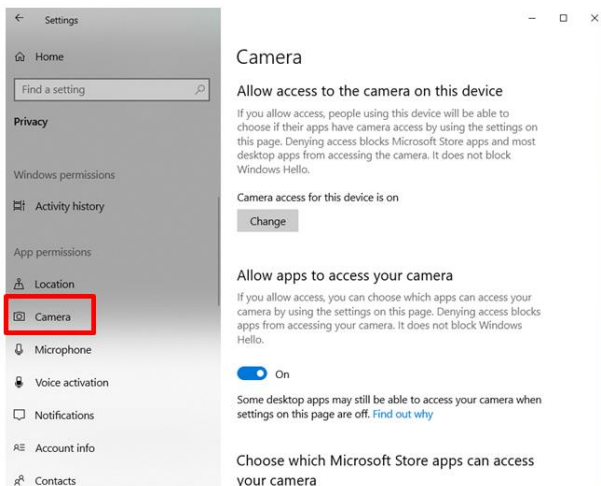 Settings
Home
Find a setting
Privacy
Windows permissions
Activity history
App permissions
Location
Camera
Microphone
Voice activation
Notifications
Account info
Contacts
Camera
Allow access to the camera on this device
If you allow access, people using this device will be able to
choose if their apps have camera access by using the settings on
this page. Denying access blocks Microsoft Store apps and most
desktop apps from accessing the camera. It does not block
Windows Hello.
Camera access for this device is on
Change
Allow apps to access your camera
If you allow access, you can choose which apps can access your
camera by using the settings on this page. Denying access blocks
apps from accessing your camera. It does not block Windows
Hello.
On
Some desktop apps may still be able to access your camera when
settings on this page are off. Find out why
Choose which Microsoft Store apps can access
your camera